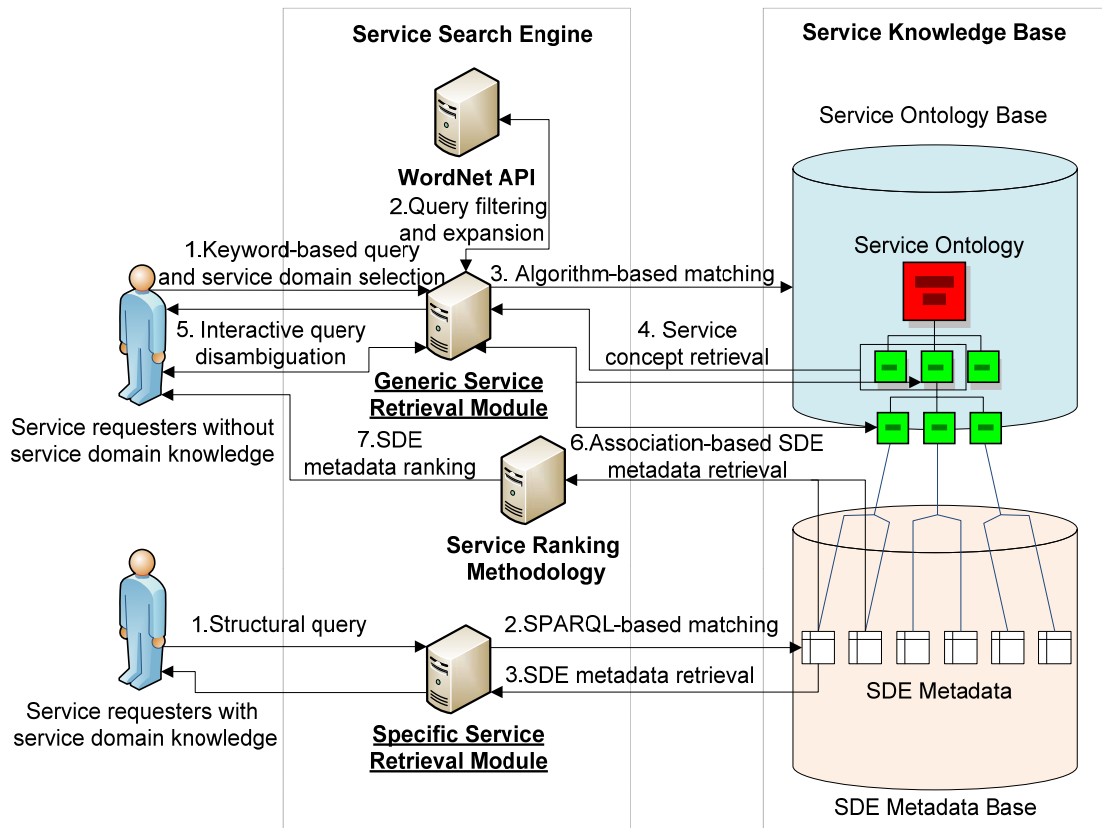 Service Search Engine
Service Knowledge Base
Service Ontology Base
WordNet API
2.Query filtering
and expansion
1.Keyword-based query
and service domain selection
Service Ontology
3. Algorithm-based matching
5. Interactive query
disambiguation
4. Service
concept retrieval
Generic Service
Retrieval Module
Service requesters without
service domain knowledge
7.SDE
metadata ranking
6.Association-based SDE
metadata retrieval
Service Ranking
Methodology
1.Structural query
2.SPARQL-based matching
3.SDE metadata retrieval
SDE Metadata
Service requesters with
service domain knowledge
Specific Service
Retrieval Module
SDE Metadata Base